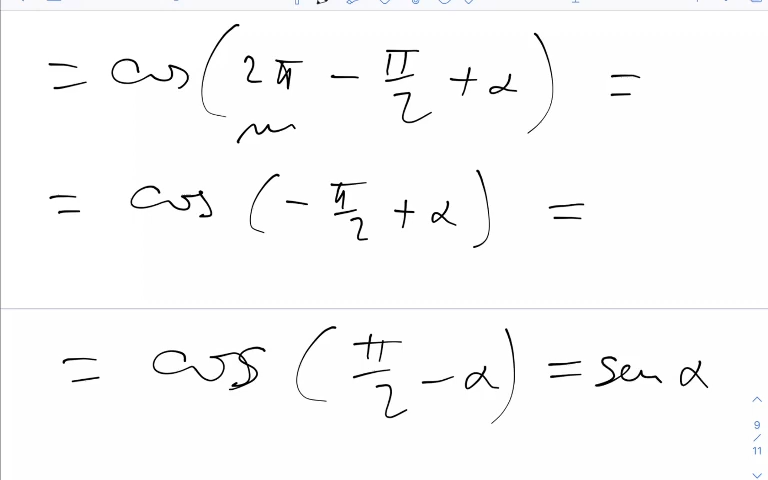 = cos(2π − π/2 + α) =
= cos(−π/2 + α) =
= cos(π/2 − α) = sen α
9
/
11